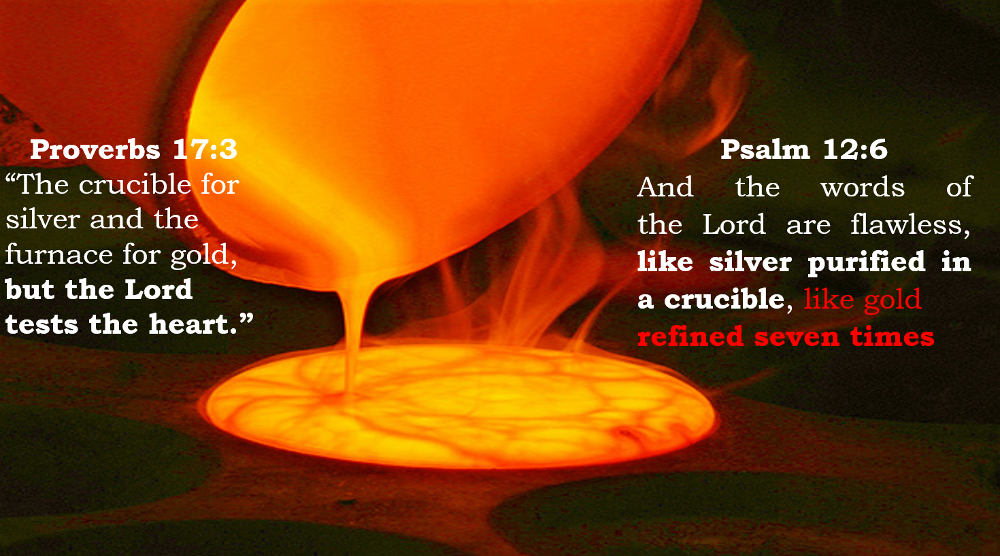 Proverbs 17:3
“The crucible for
silver and the
furnace for gold,
but the Lord
tests the heart.”
Psalm 12:6
And the words of
the Lord are flawless,
like silver purified in
a crucible, like gold
refined seven times